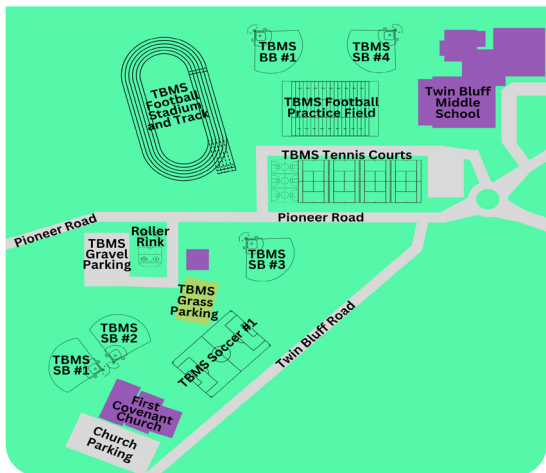 TBMS
BB #1
TBMS
SB #4
TBMS
Football
Stadium
and Track
TBMS Football
Practice Field
Twin Bluff
Middle
School
TBMS Tennis Courts
Pioneer Road
Pioneer Road
Roller
Rink
TBMS
Gravel
Parking
TBMS
SB #3
TBMS
Grass
Parking
TBMS
SB #2
TBMS
SB #1
TBMS Soccer #1
Twin Bluff Road
First
Covenant
Church
Church
Parking